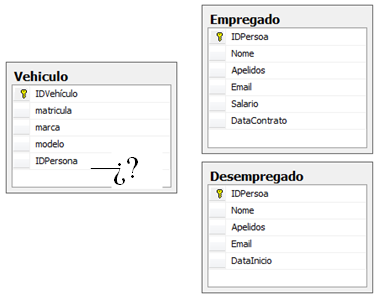 Vehiculo
IDVehículo
matricula
marca
modelo
IDPersona
¿?
Empregado
IDPersoa
Nome
Apelidos
Email
Salario
DataContrato
Desempregado
IDPersoa
Nome
Apelidos
Email
DataInicio